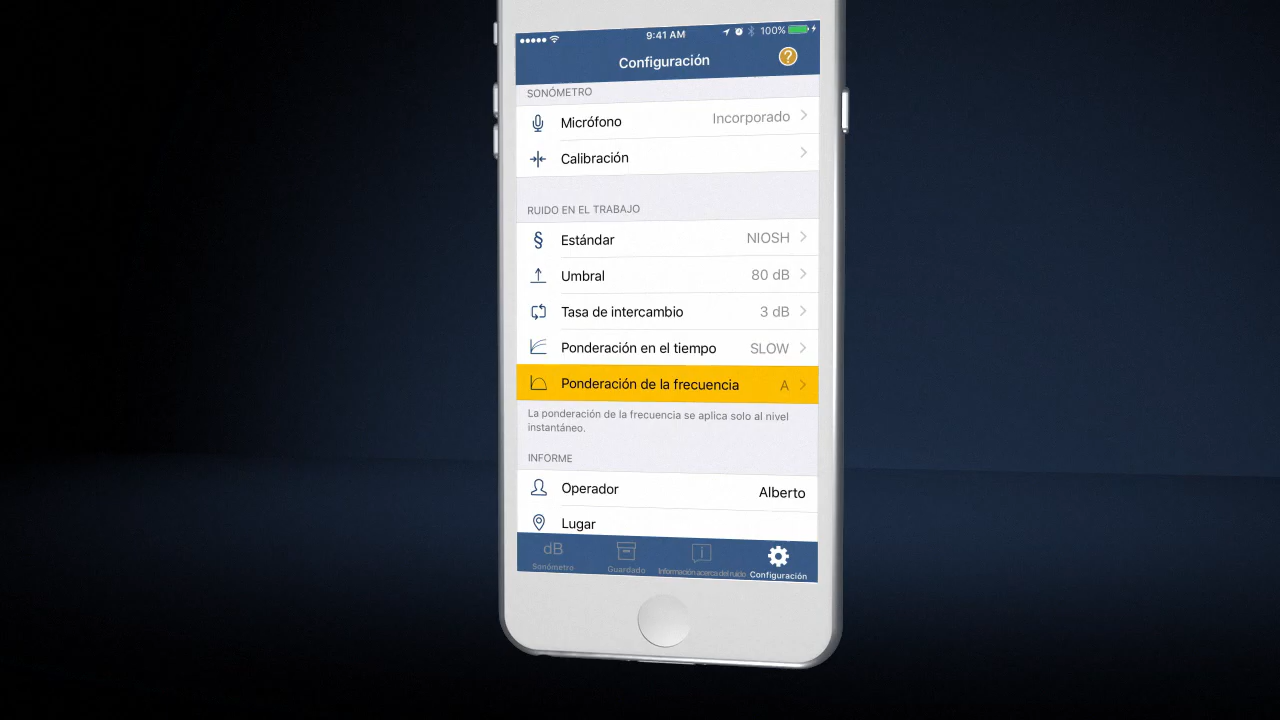 9:41 AM
100%
Configuración
?
SONÓMETRO
Micrófono Incorporado
Calibración
RUIDO EN EL TRABAJO
§ Estándar NIOSH
Umbral 80 dB
Tasa de intercambio 3 dB
Ponderación en el tiempo SLOW
Ponderación de la frecuencia A
La ponderación de la frecuencia se aplica solo al nivel
instantáneo.
INFORME
Operador Alberto
Lugar
dB
Sonómetro Guardado Información acerca del ruido Configuración